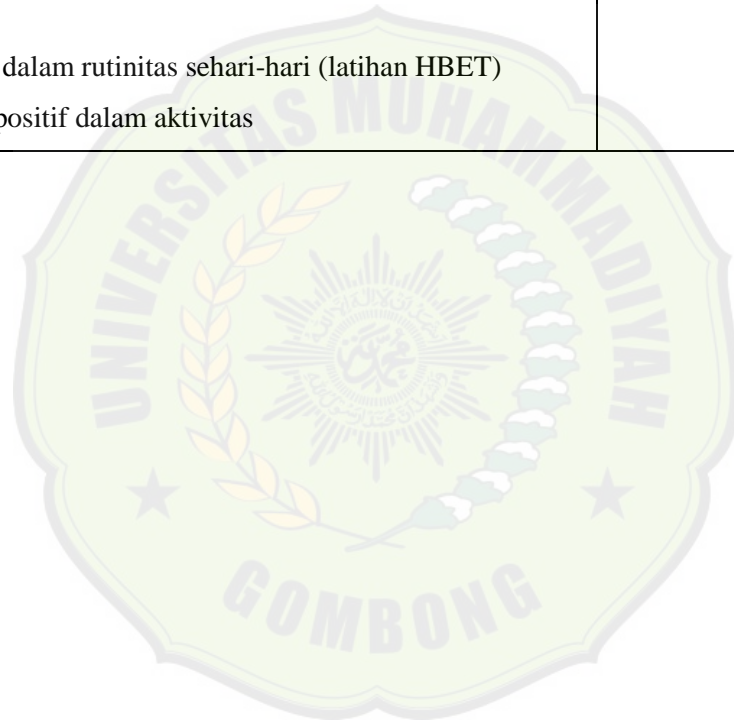 dalam rutinitas sehari-hari (latihan HBET)
positif dalam aktivitas
UNIVERSITAS MUHAMMADIYAH
GOMBONG